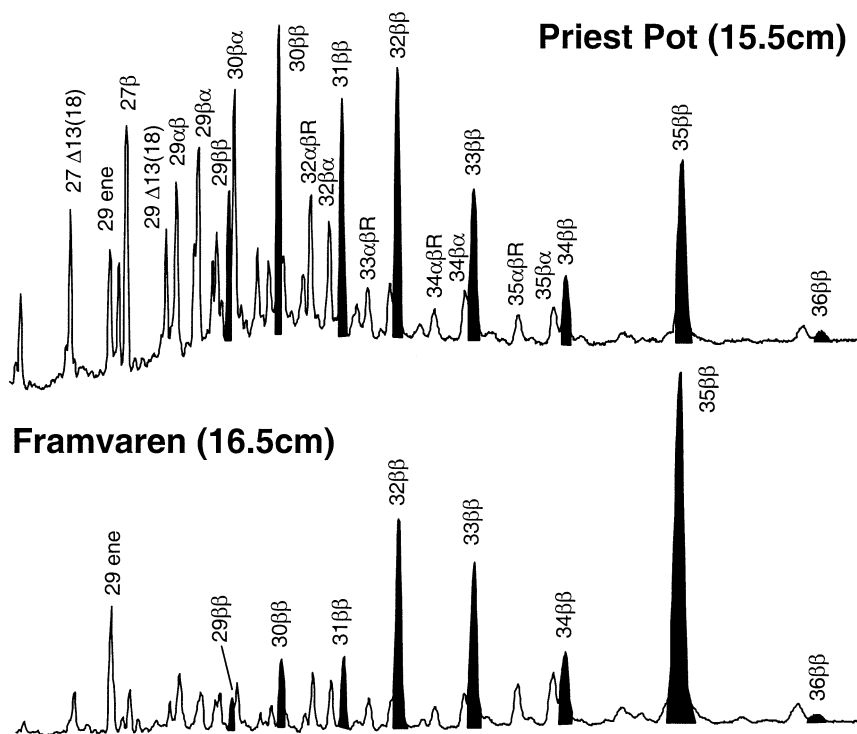 Priest Pot (15.5cm)
27 Δ13(18)
29 ene
27β
29 Δ13(18)
29αβ
29βα
29ββ
30βα
30ββ
32αβR
32βα
31ββ
33αβR
32ββ
34αβR
34βα
33ββ
35αβR
35βα
34ββ
35ββ
36ββ
Framvaren (16.5cm)
29 ene
29ββ
30ββ
31ββ
32ββ
33ββ
34ββ
35ββ
36ββ